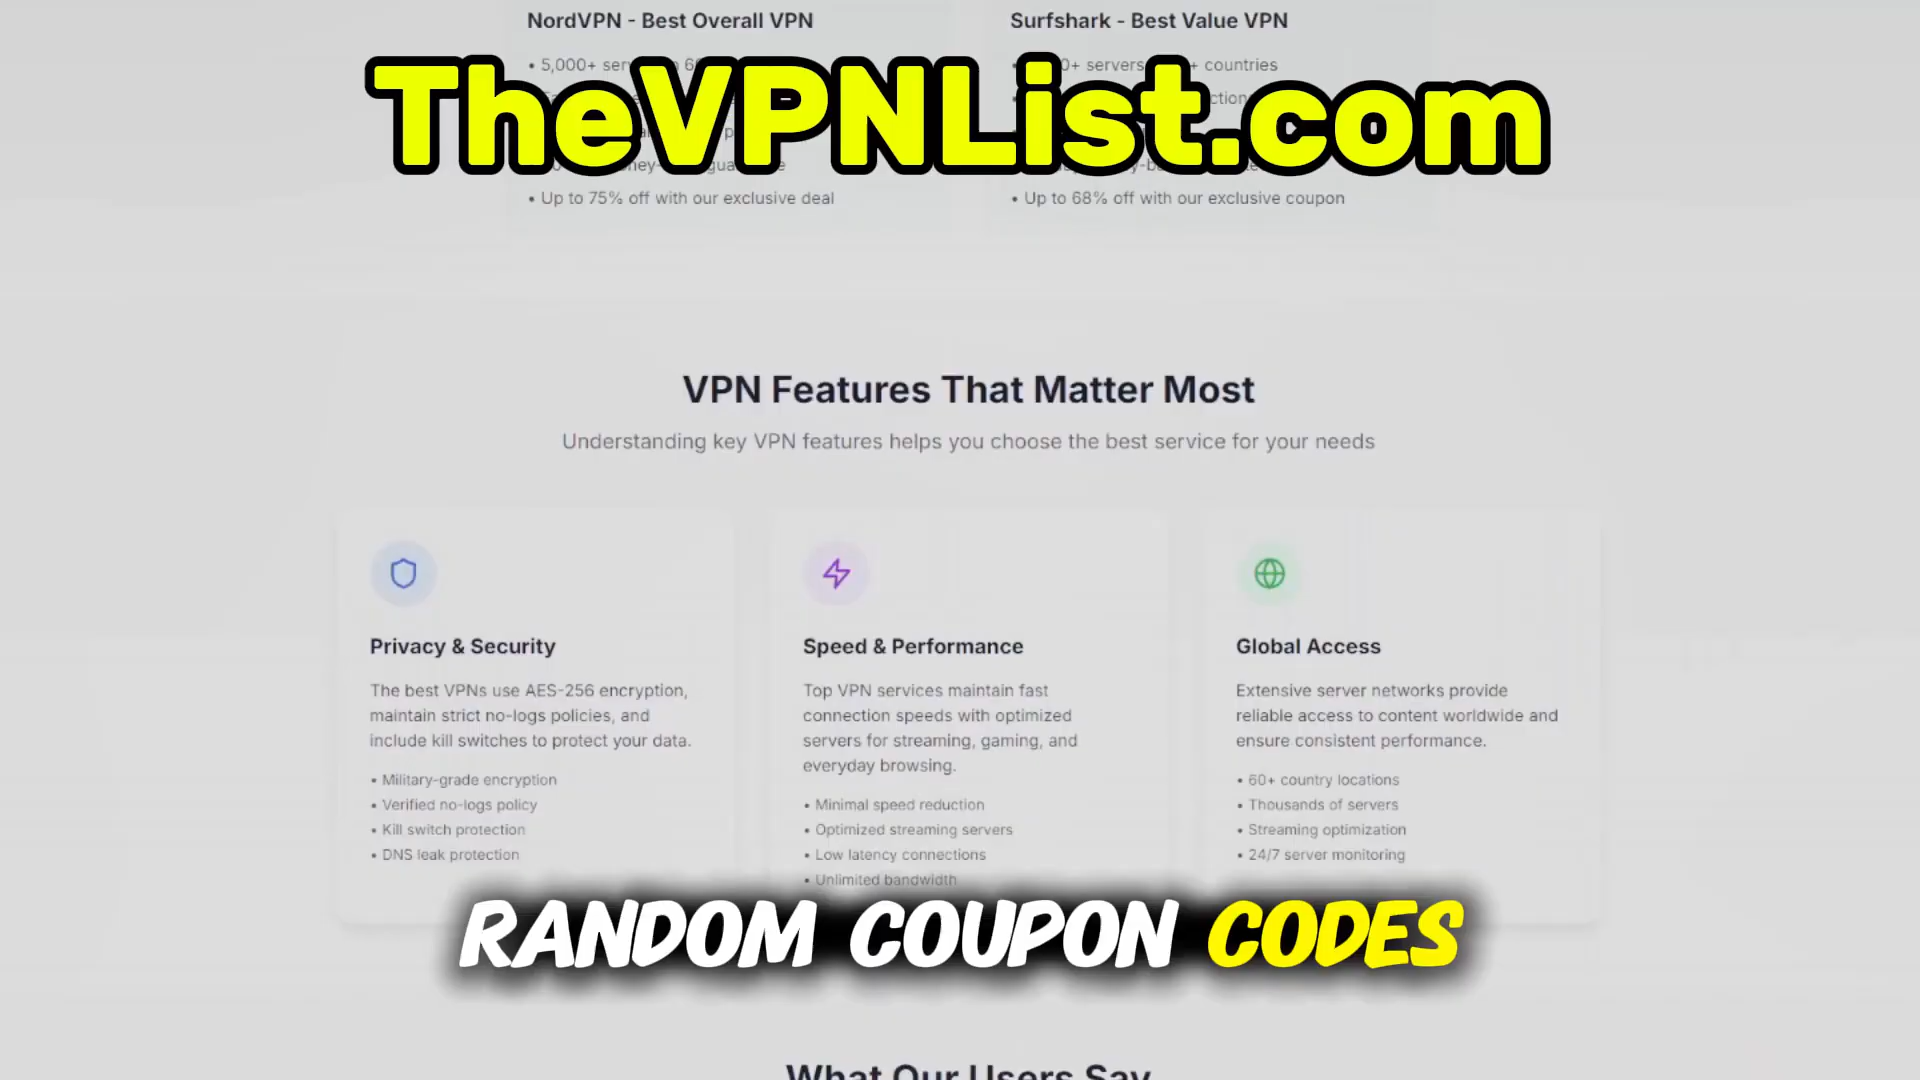 NordVPN - Best Overall VPN
Surfshark - Best Value VPN
• 5,000+
countries
TheVPNList.com
• Up to 75% off with our exclusive deal
• Up to 68% off with our exclusive coupon
VPN Features That Matter Most
Understanding key VPN features helps you choose the best service for your needs
Privacy & Security
The best VPNs use AES-256 encryption,
maintain strict no-logs policies, and
include kill switches to protect your data.
• Military-grade encryption
• Verified no-logs policy
• Kill switch protection
• DNS leak protection
Speed & Performance
Top VPN services maintain fast
connection speeds with optimized
servers for streaming, gaming, and
everyday browsing.
• Minimal speed reduction
• Optimized streaming servers
• Low latency connections
• Unlimited bandwidth
Global Access
Extensive server networks provide
reliable access to content worldwide and
ensure consistent performance.
• 60+ country locations
• Thousands of servers
• Streaming optimization
• 24/7 server monitoring
RANDOM COUPON CODES
What Our Users Say